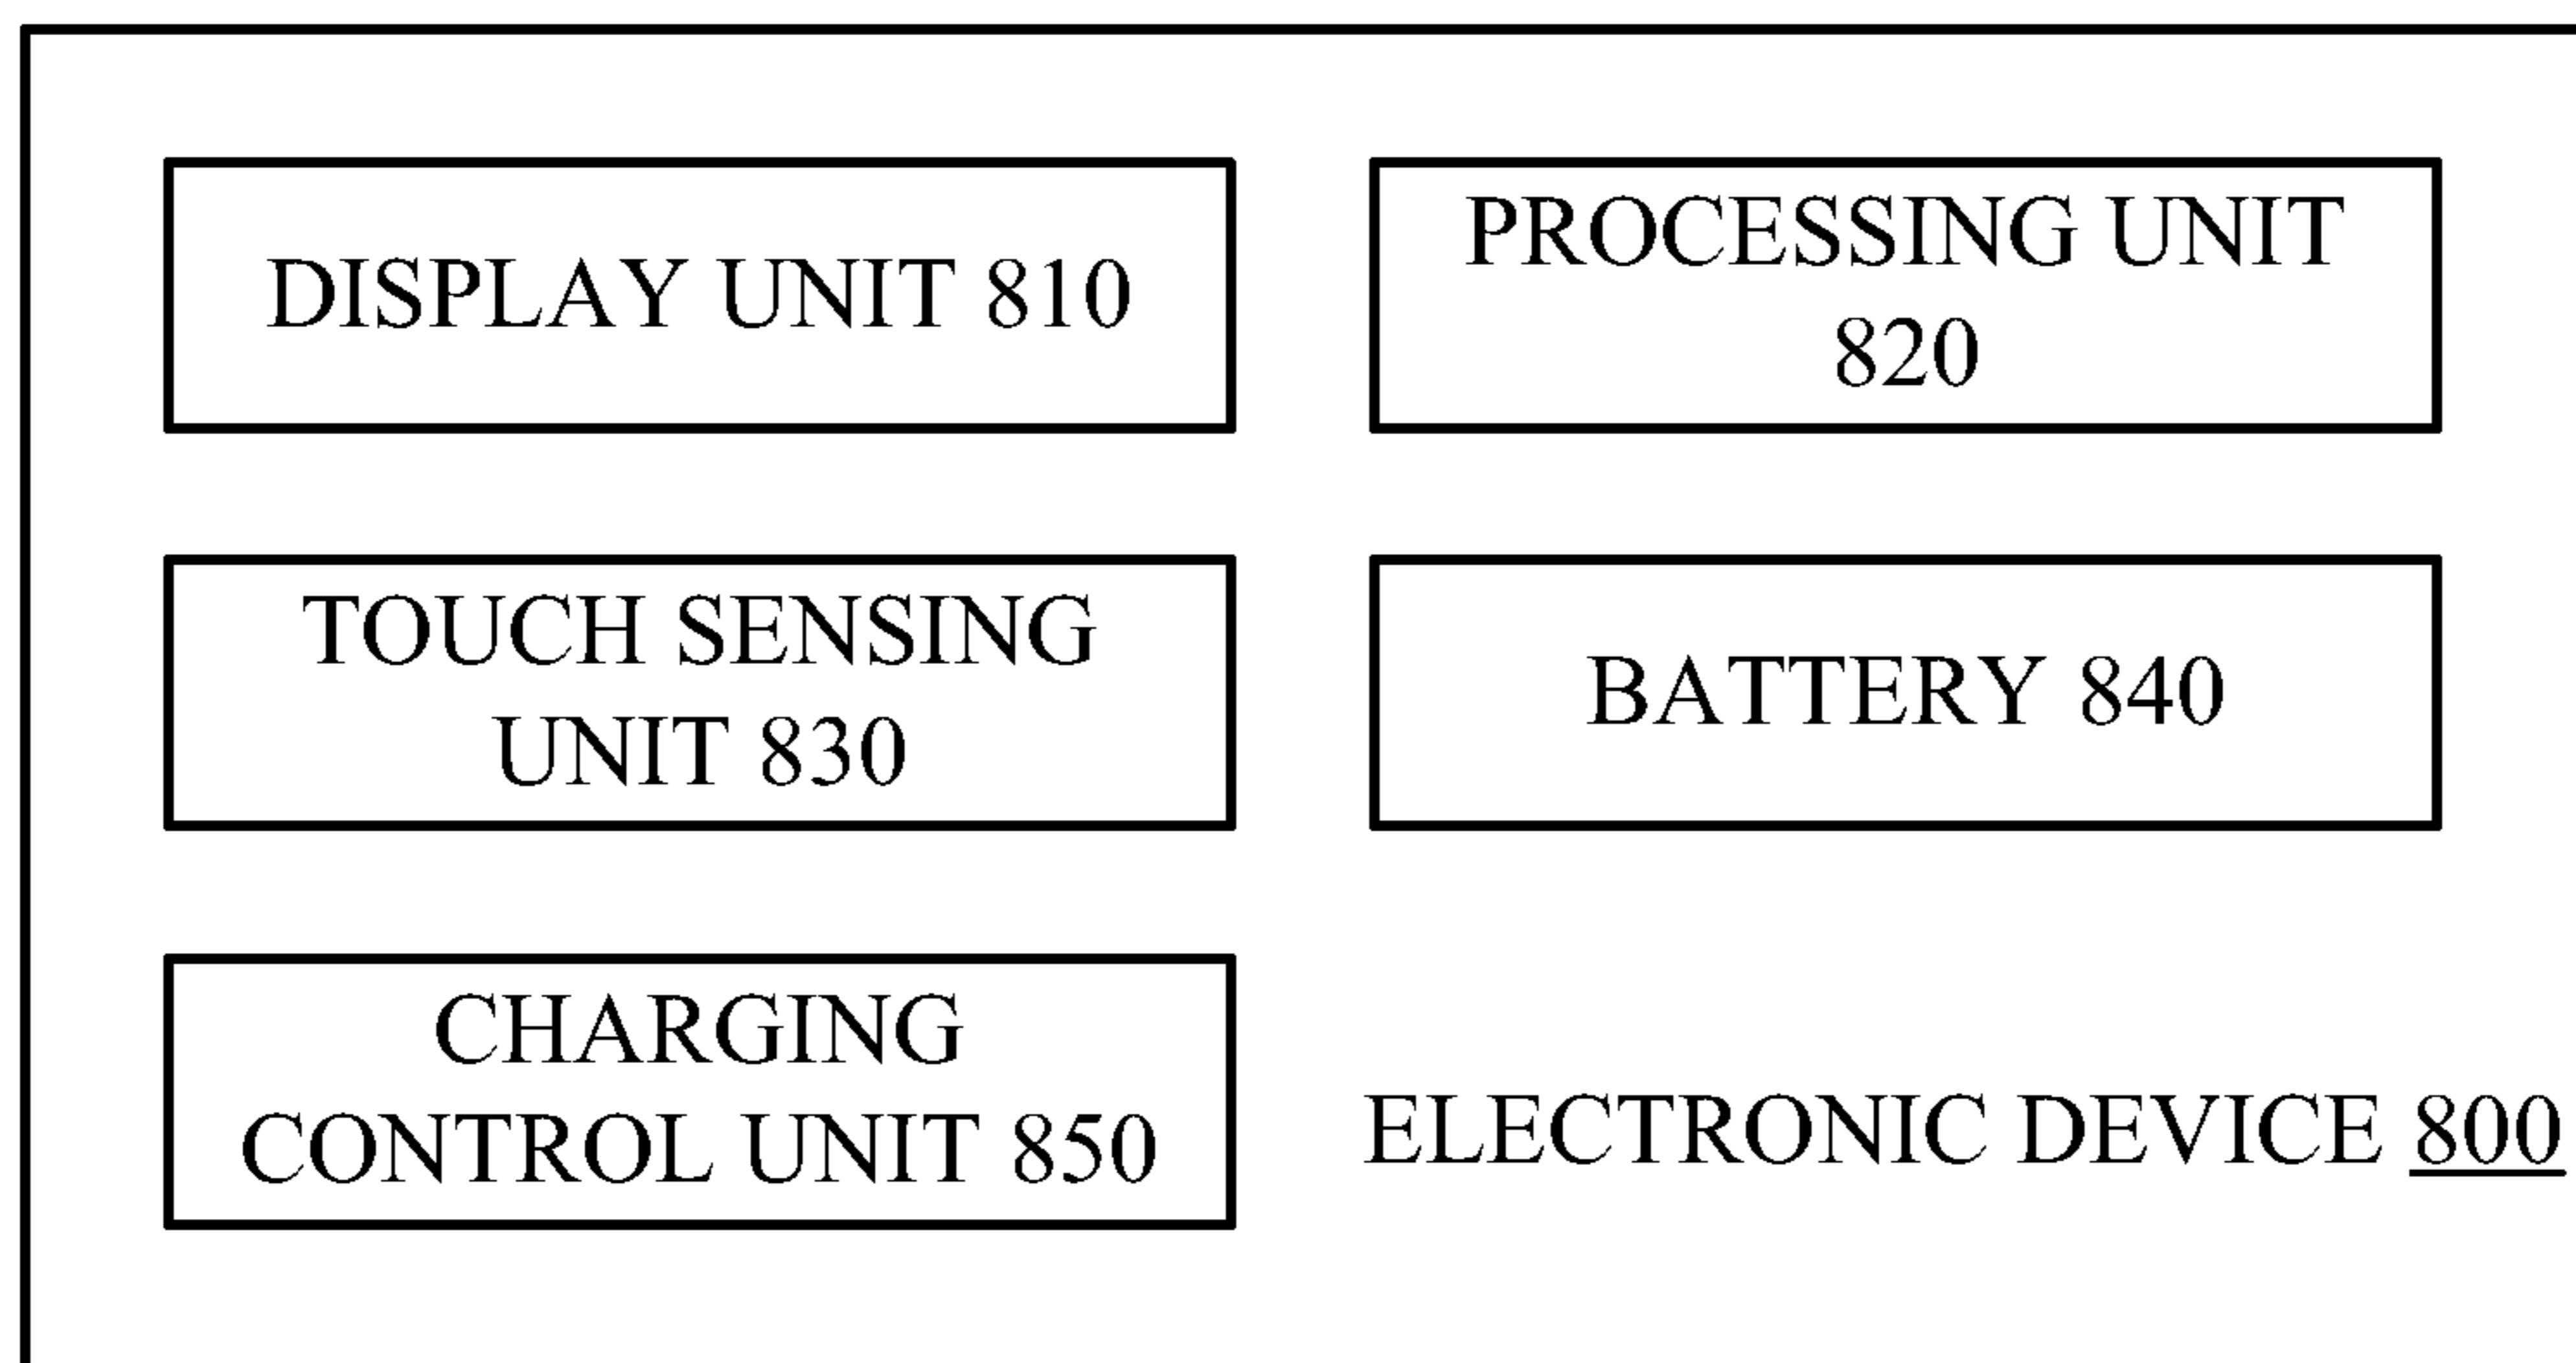 DISPLAY UNIT 810
PROCESSING UNIT
820
TOUCH SENSING
UNIT 830
BATTERY 840
CHARGING
CONTROL UNIT 850
ELECTRONIC DEVICE 800